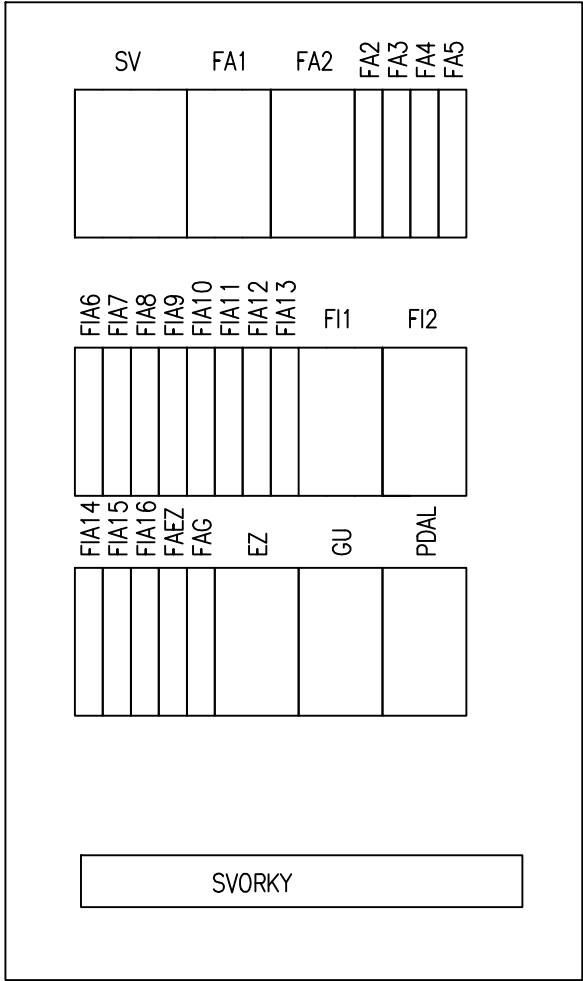 SV FA1 FA2 FA2 FA3 FA4 FA5
FIA6 FIA7 FIA8 FIA9 FIA10 FIA11 FIA12 FIA13 FI1 FI2
FIA14 FIA15 FIA16 FAEZ FAG EZ GU PDAL
SVORKY